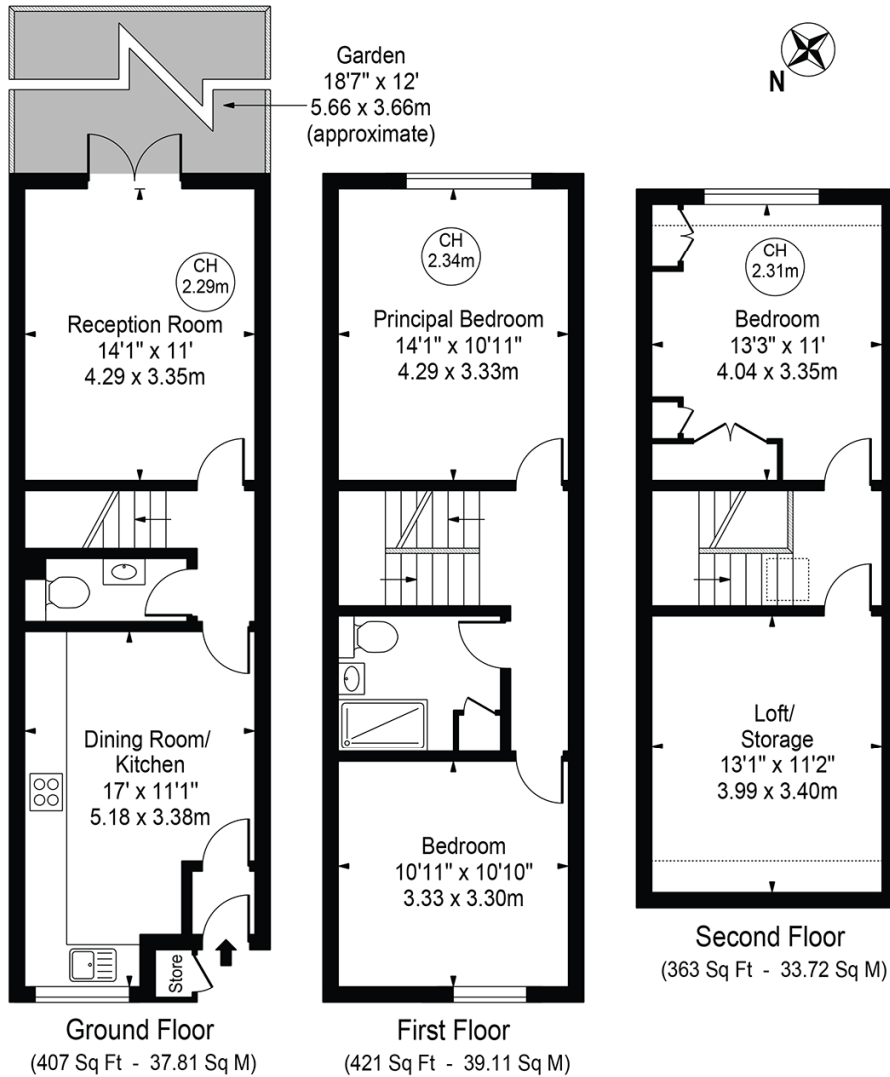 Garden
18'7" x 12'
5.66 x 3.66m
(approximate)
N
CH
2.29m
Reception Room
14'1" x 11'
4.29 x 3.35m
Dining Room/
Kitchen
17' x 11'1"
5.18 x 3.38m
Store
Ground Floor
(407 Sq Ft - 37.81 Sq M)
CH
2.34m
Principal Bedroom
14'1" x 10'11"
4.29 x 3.33m
Bedroom
10'11" x 10'10"
3.33 x 3.30m
First Floor
(421 Sq Ft - 39.11 Sq M)
CH
2.31m
Bedroom
13'3" x 11'
4.04 x 3.35m
Loft/
Storage
13'1" x 11'2"
3.99 x 3.40m
Second Floor
(363 Sq Ft - 33.72 Sq M)